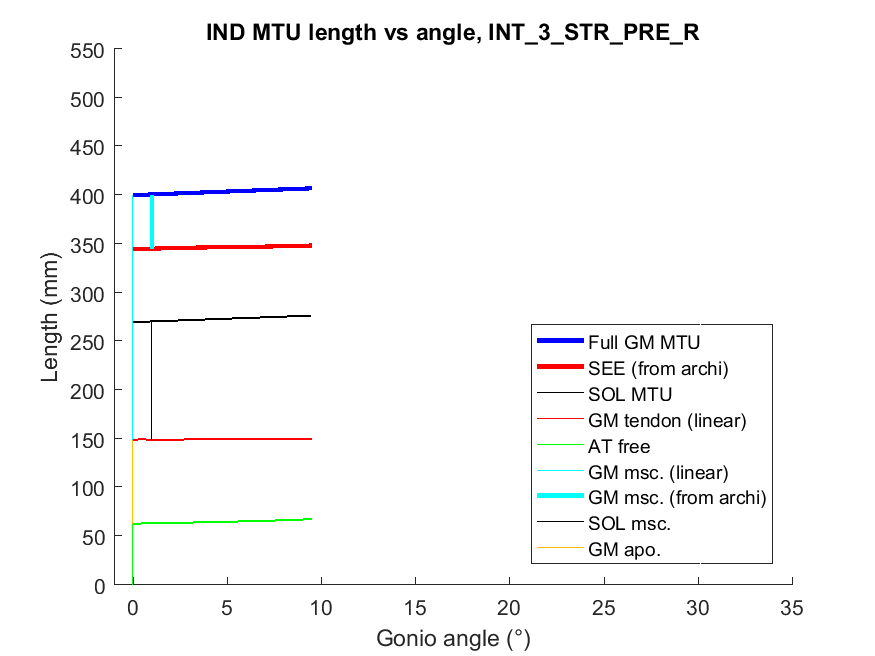 IND MTU length vs angle, INT_3_STR_PRE_R
550
500
450
400
350
300
250
200
150
100
50
0
Length (mm)
Full GM MTU
SEE (from archi)
SOL MTU
GM tendon (linear)
AT free
GM msc. (linear)
GM msc. (from archi)
SOL msc.
GM apo.
0 5 10 15 20 25 30 35
Gonio angle (°)